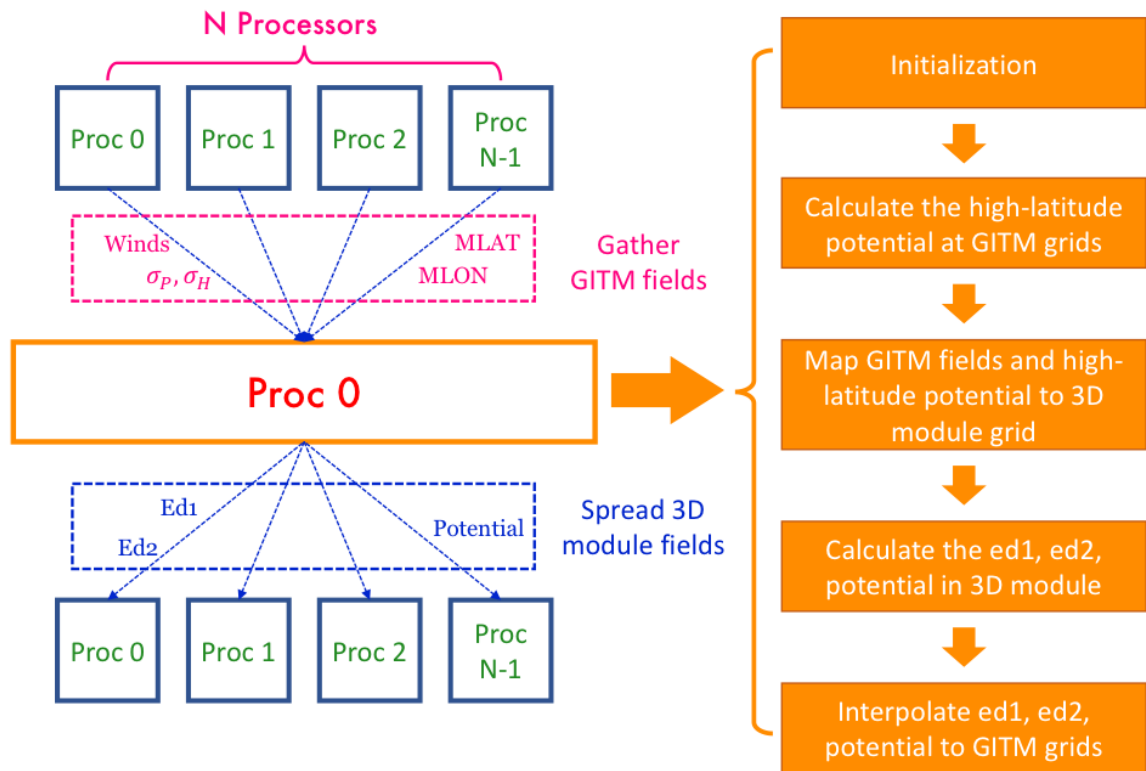 N Processors
Proc 0
Proc 1
Proc 2
Proc
N-1
Winds
σ_P, σ_H
MLAT
MLON
Gather
GITM fields
Proc 0
Ed1
Ed2
Potential
Spread 3D
module fields
Proc 0
Proc 1
Proc 2
Proc
N-1
Initialization
Calculate the high-latitude
potential at GITM grids
Map GITM fields and high-
latitude potential to 3D
module grid
Calculate the ed1, ed2,
potential in 3D module
Interpolate ed1, ed2,
potential to GITM grids